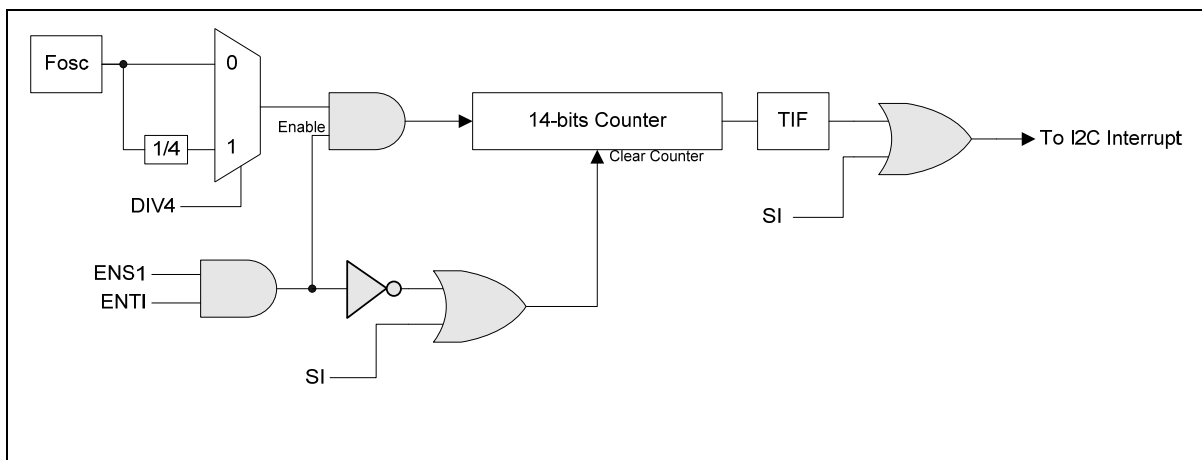 Fosc
0
1/4
1
DIV4
Enable
14-bits Counter
Clear Counter
TIF
SI
To I2C Interrupt
ENS1
ENTI
SI